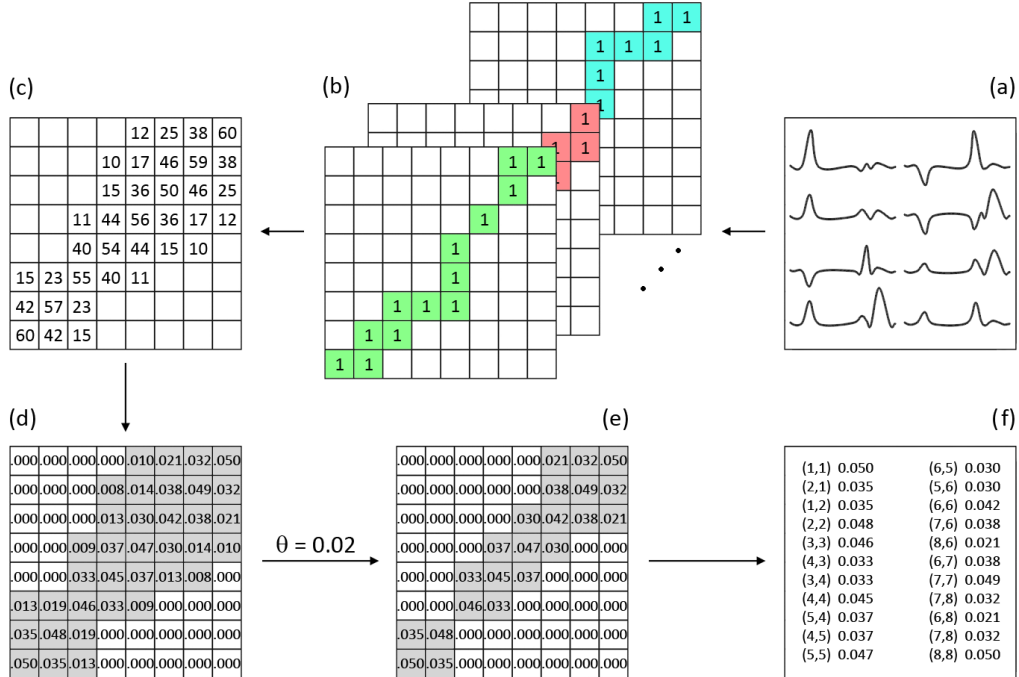 (c)
(b)
(a)
1 1
1 1 1
1
1
1
1 1
1 1
1
1
1
1
1 1 1
1 1
1 1
12 25 38 60
10 17 46 59 38
15 36 50 46 25
11 44 56 36 17 12
40 54 44 15 10
15 23 55 40 11
42 57 23
60 42 15
(d)
(e)
(f)
.000 .000 .000 .000 .010 .021 .032 .050
.000 .000 .000 .008 .014 .038 .049 .032
.000 .000 .000 .013 .030 .042 .038 .021
.000 .000 .009 .037 .047 .030 .014 .010
.000 .000 .033 .045 .037 .013 .008 .000
.013 .019 .046 .033 .009 .000 .000 .000
.035 .048 .019 .000 .000 .000 .000 .000
.050 .035 .013 .000 .000 .000 .000 .000
θ = 0.02
.000 .000 .000 .000 .000 .021 .032 .050
.000 .000 .000 .000 .000 .038 .049 .032
.000 .000 .000 .000 .030 .042 .038 .021
.000 .000 .000 .037 .047 .030 .000 .000
.000 .000 .033 .045 .037 .000 .000 .000
.000 .000 .046 .033 .000 .000 .000 .000
.035 .048 .000 .000 .000 .000 .000 .000
.050 .035 .000 .000 .000 .000 .000 .000
(1,1) 0.050 (6,5) 0.030
(2,1) 0.035 (5,6) 0.030
(1,2) 0.035 (6,6) 0.042
(2,2) 0.048 (7,6) 0.038
(3,3) 0.046 (8,6) 0.021
(4,3) 0.033 (6,7) 0.038
(3,4) 0.033 (7,7) 0.049
(4,4) 0.045 (7,8) 0.032
(5,4) 0.037 (6,8) 0.021
(4,5) 0.037 (7,8) 0.032
(5,5) 0.047 (8,8) 0.050